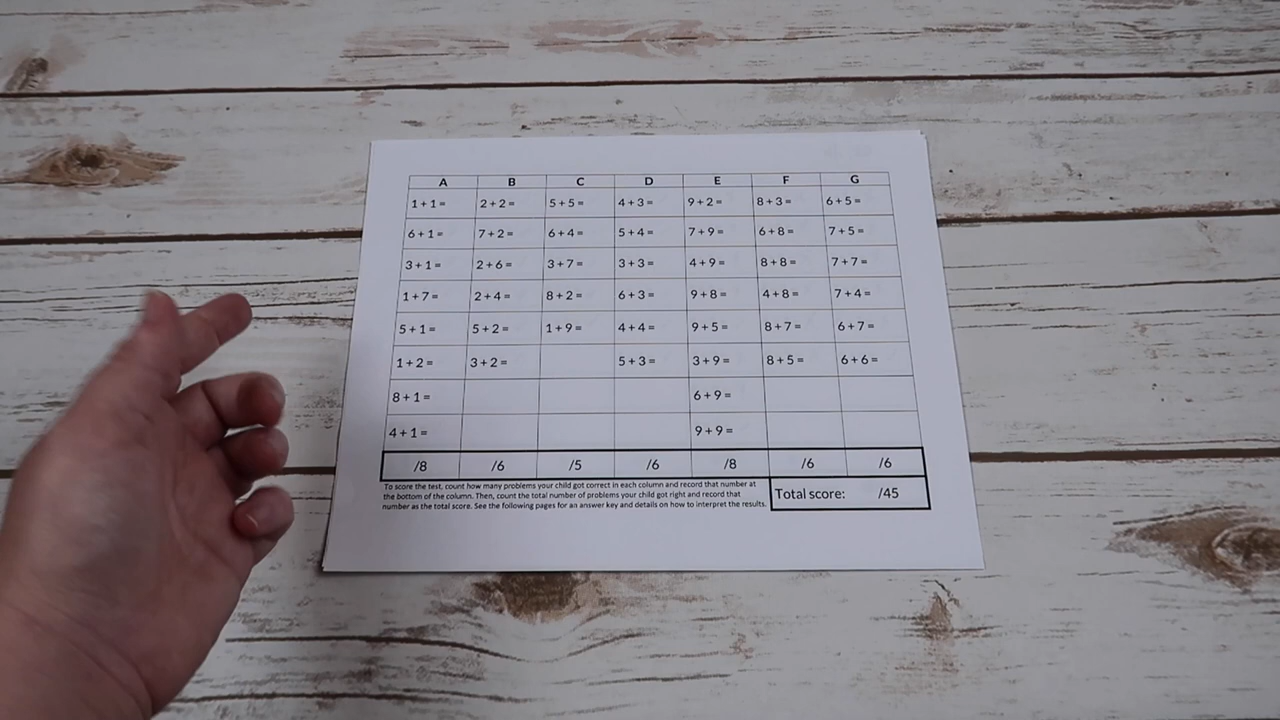 A B C D E F G
1 + 1 = 2 + 2 = 5 + 5 = 4 + 3 = 9 + 2 = 8 + 3 = 6 + 5 =
6 + 1 = 7 + 2 = 6 + 4 = 5 + 4 = 7 + 9 = 6 + 8 = 7 + 5 =
3 + 1 = 2 + 6 = 3 + 7 = 3 + 3 = 4 + 9 = 8 + 8 = 7 + 7 =
1 + 7 = 2 + 4 = 8 + 2 = 6 + 3 = 9 + 8 = 4 + 8 = 7 + 4 =
5 + 1 = 5 + 2 = 1 + 9 = 4 + 4 = 9 + 5 = 8 + 7 = 6 + 7 =
1 + 2 = 3 + 2 = 5 + 3 = 3 + 9 = 8 + 5 = 6 + 6 =
8 + 1 = 6 + 9 =
4 + 1 = 9 + 9 =
/8 /6 /5 /6 /8 /6 /6
To score the test, count how many problems your child got correct in each column and record that number at
the bottom of the column. Then, count the total number of problems your child got right and record that
number as the total score. See the following pages for an answer key and details on how to interpret the results.
Total score: /45